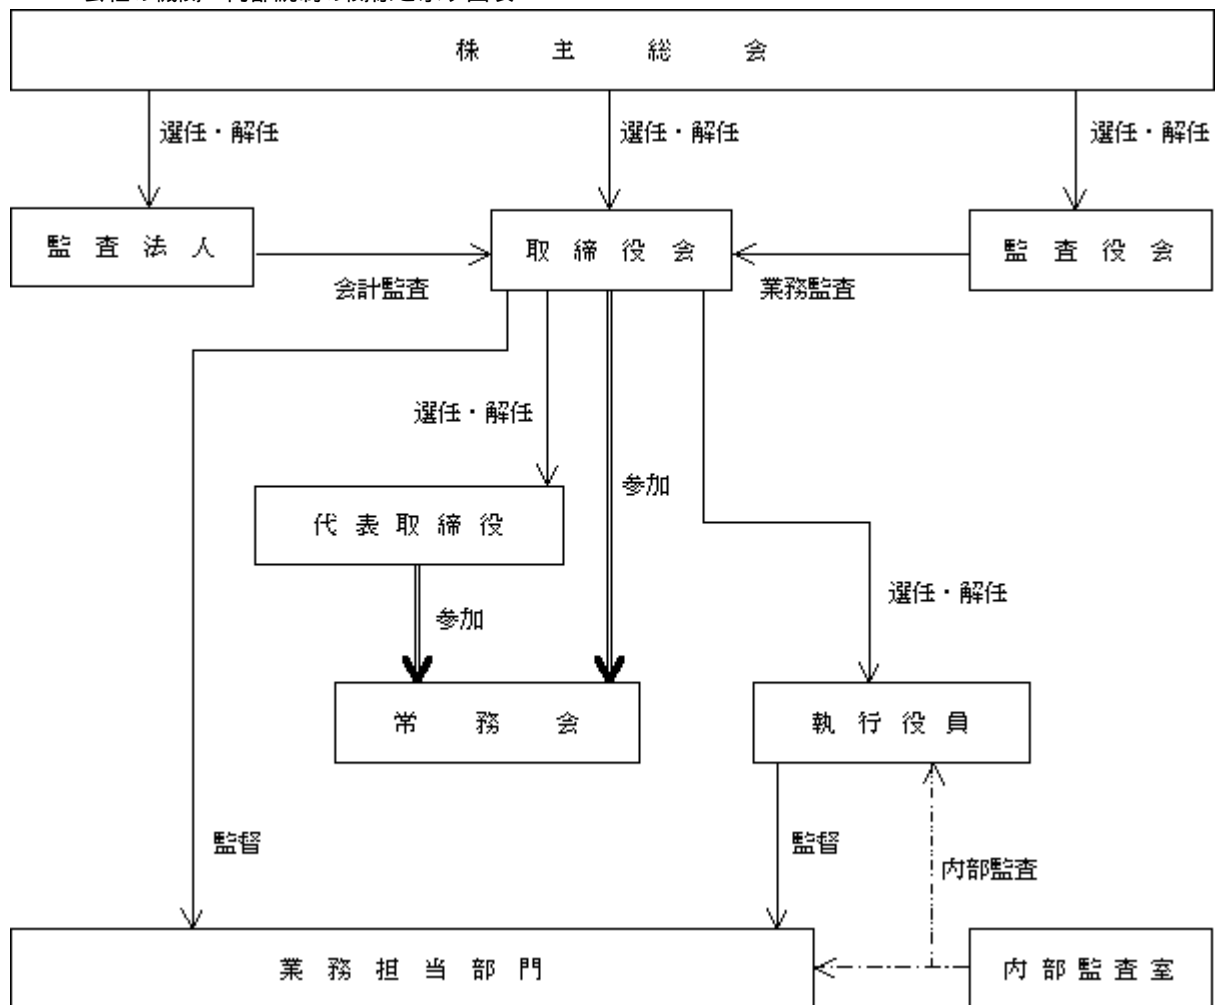 株主総会
選任・解任
選任・解任
選任・解任
監査法人
取締役会
監査役会
会計監査
業務監査
選任・解任
参加
代表取締役
選任・解任
参加
常務会
執行役員
監督
監督
内部監査
業務担当部門
内部監査室